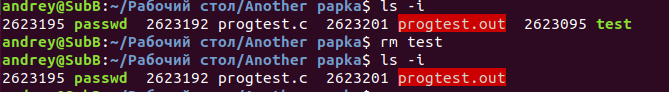 andrey@SubB:~/Рабочий стол/Another papka$ ls -i
2623195 passwd  2623192 progtest.c  2623201 progtest.out  2623095 test
andrey@SubB:~/Рабочий стол/Another papka$ rm test
andrey@SubB:~/Рабочий стол/Another papka$ ls -i
2623195 passwd  2623192 progtest.c  2623201 progtest.out